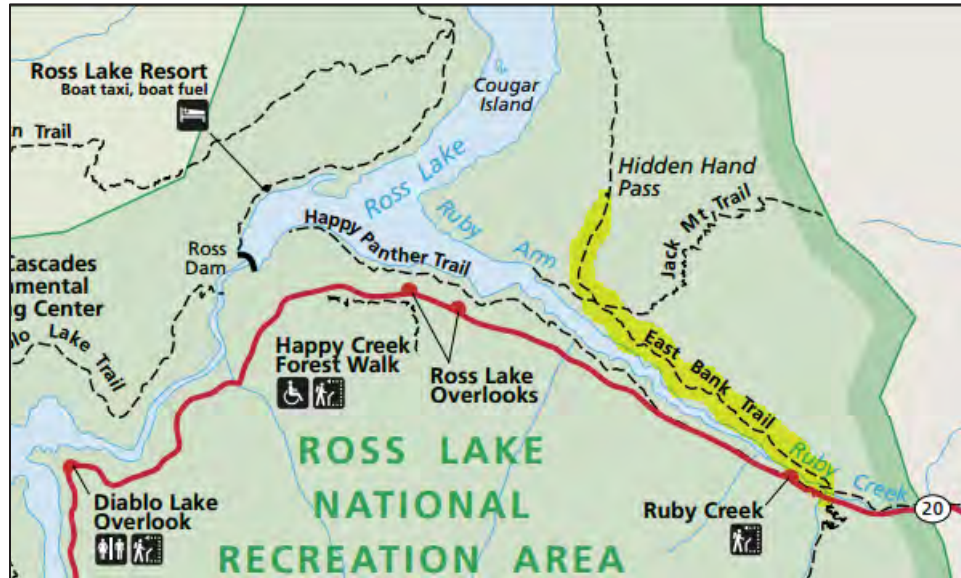 Ross Lake Resort
Boat taxi, boat fuel
n Trail
Cougar
Island
Ross Lake
Hidden Hand
Pass
Ruby Arm
Happy Panther Trail
Jack Mt Trail
Ross
Dam
Cascades
nmental
g Center
blo Lake Trail
Happy Creek
Forest Walk
Ross Lake
Overlooks
East Bank Trail
ROSS LAKE
NATIONAL
RECREATION AREA
Ruby Creek
Diablo Lake
Overlook
Ruby Creek
20